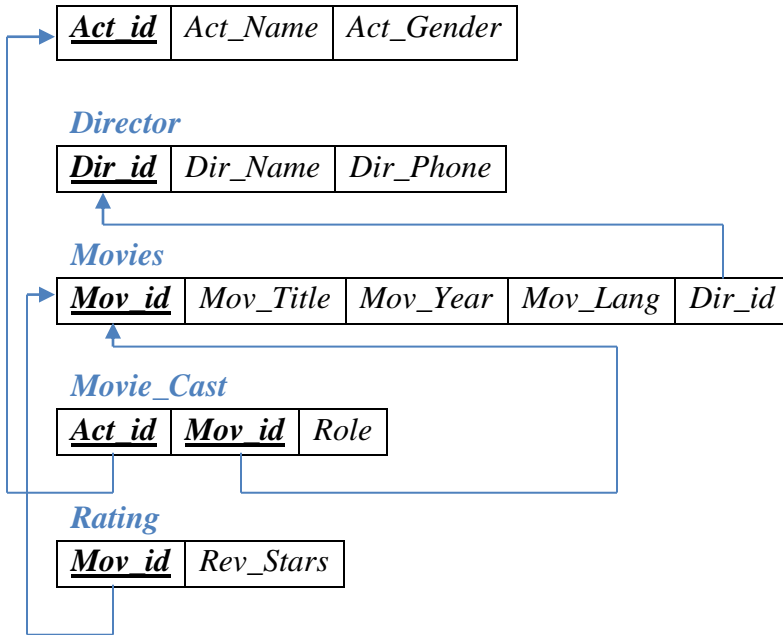 Act_id Act_Name Act_Gender
Director
Dir_id Dir_Name Dir_Phone
Movies
Mov_id Mov_Title Mov_Year Mov_Lang Dir_id
Movie_Cast
Act_id Mov_id Role
Rating
Mov_id Rev_Stars